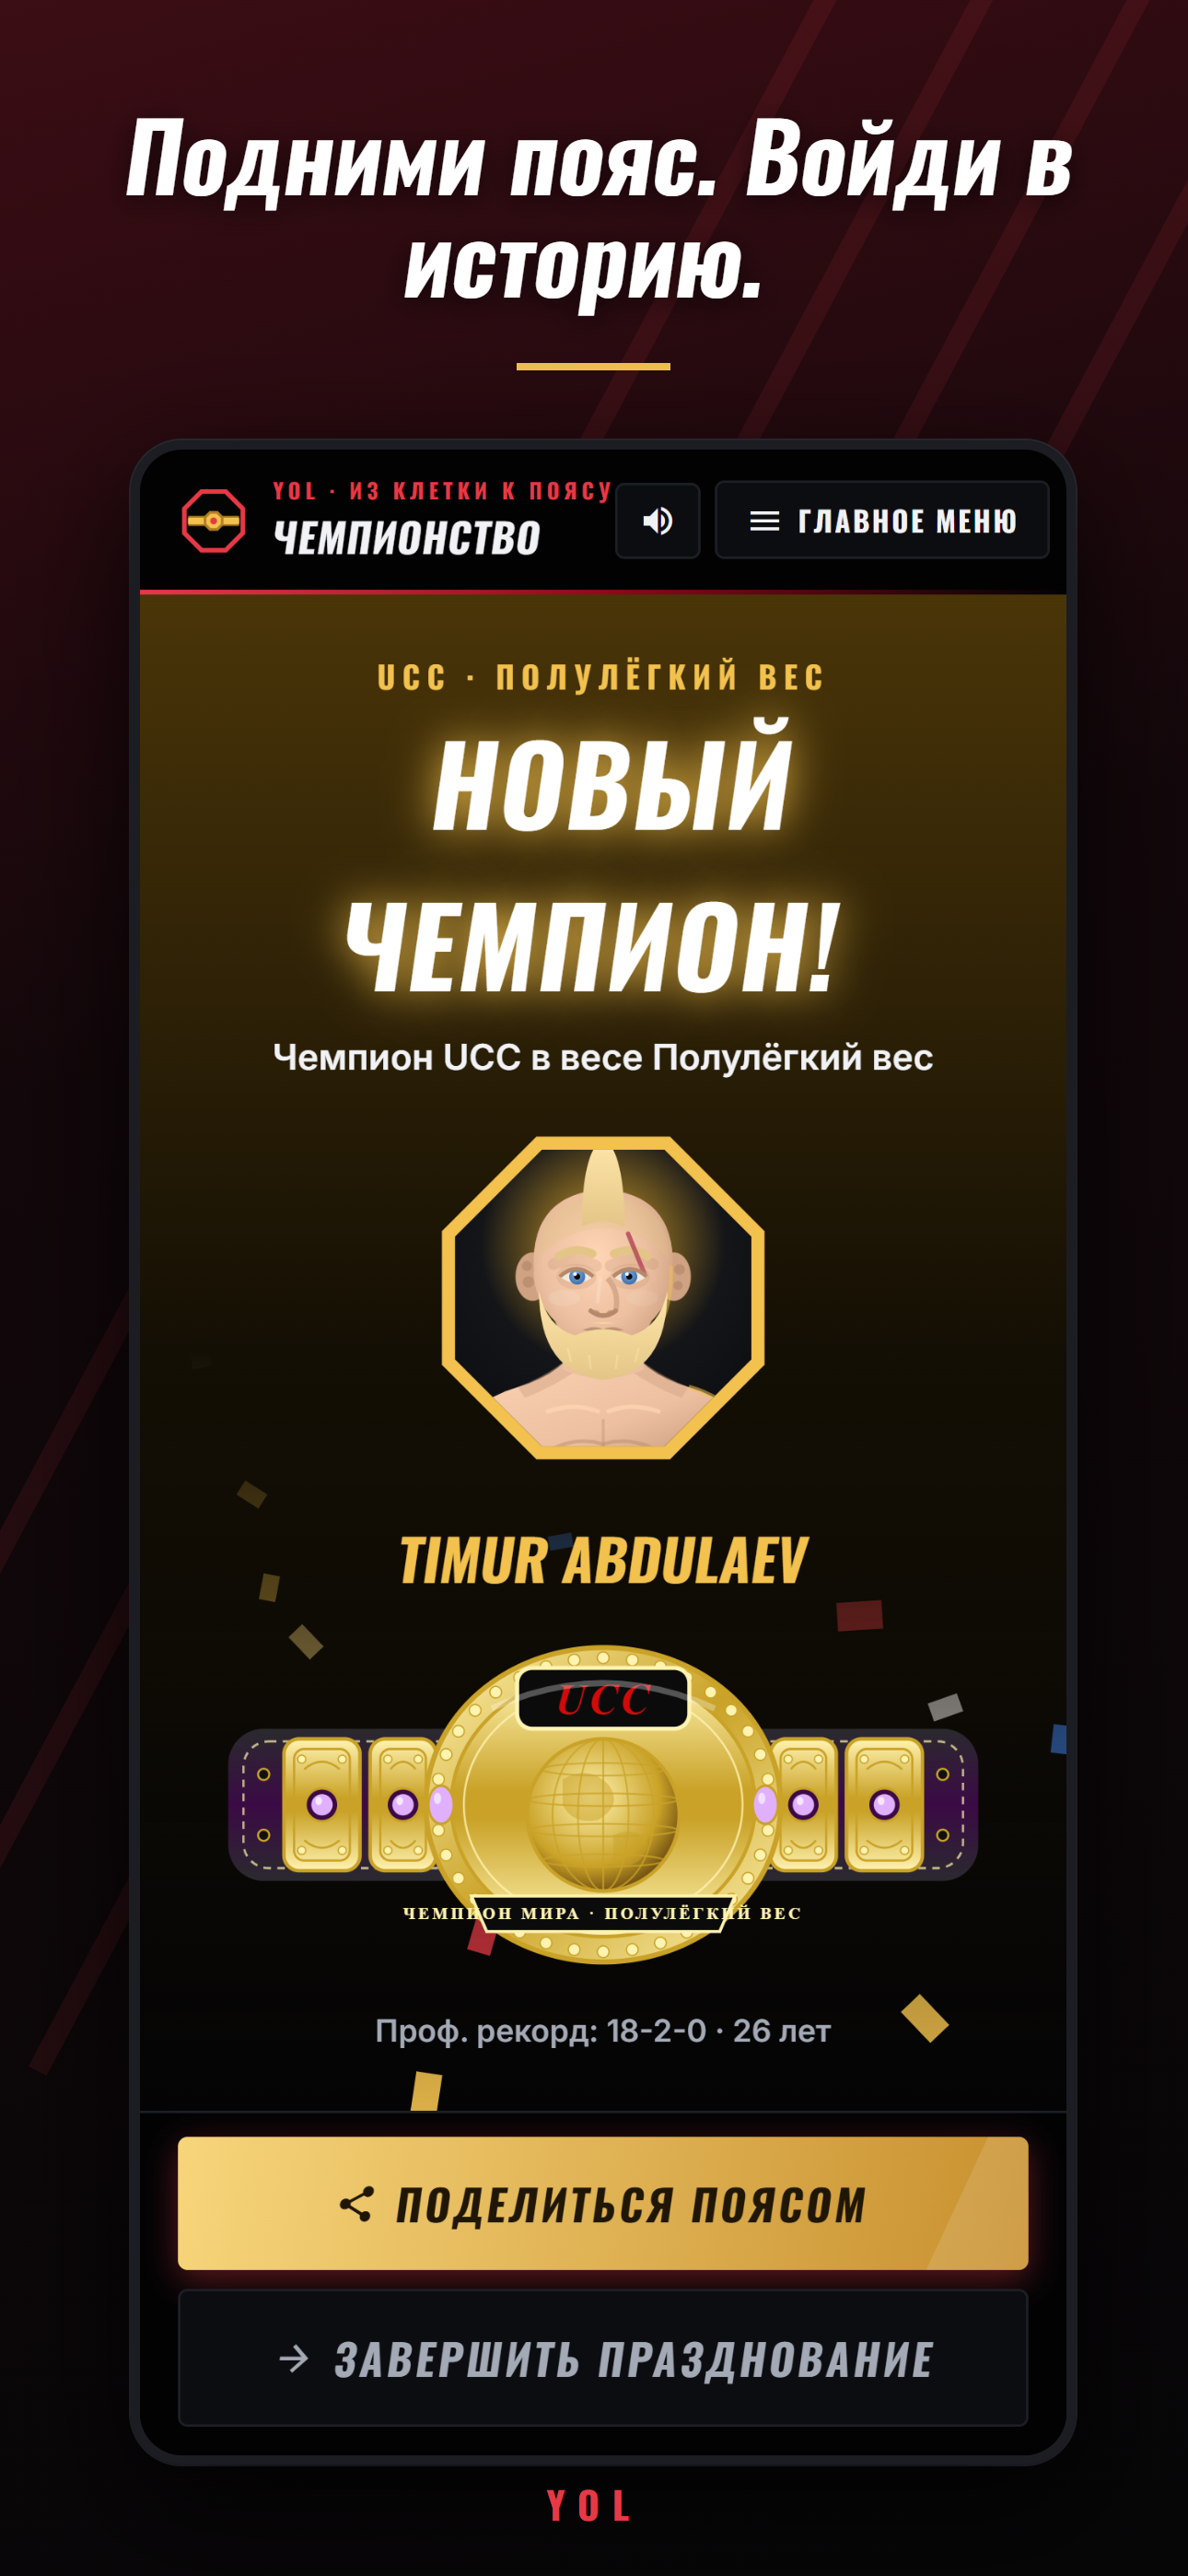 Подними пояс. Войди в
историю.
YOL · ИЗ КЛЕТКИ К ПОЯСУ
ЧЕМПИОНСТВО
ГЛАВНОЕ МЕНЮ
UCC · ПОЛУЛЁГКИЙ ВЕС
НОВЫЙ
ЧЕМПИОН!
Чемпион UCC в весе Полулёгкий вес
TIMUR ABDULAEV
UCC
ЧЕМПИОН МИРА · ПОЛУЛЁГКИЙ ВЕС
Проф. рекорд: 18-2-0 · 26 лет
ПОДЕЛИТЬСЯ ПОЯСОМ
ЗАВЕРШИТЬ ПРАЗДНОВАНИЕ
YOL